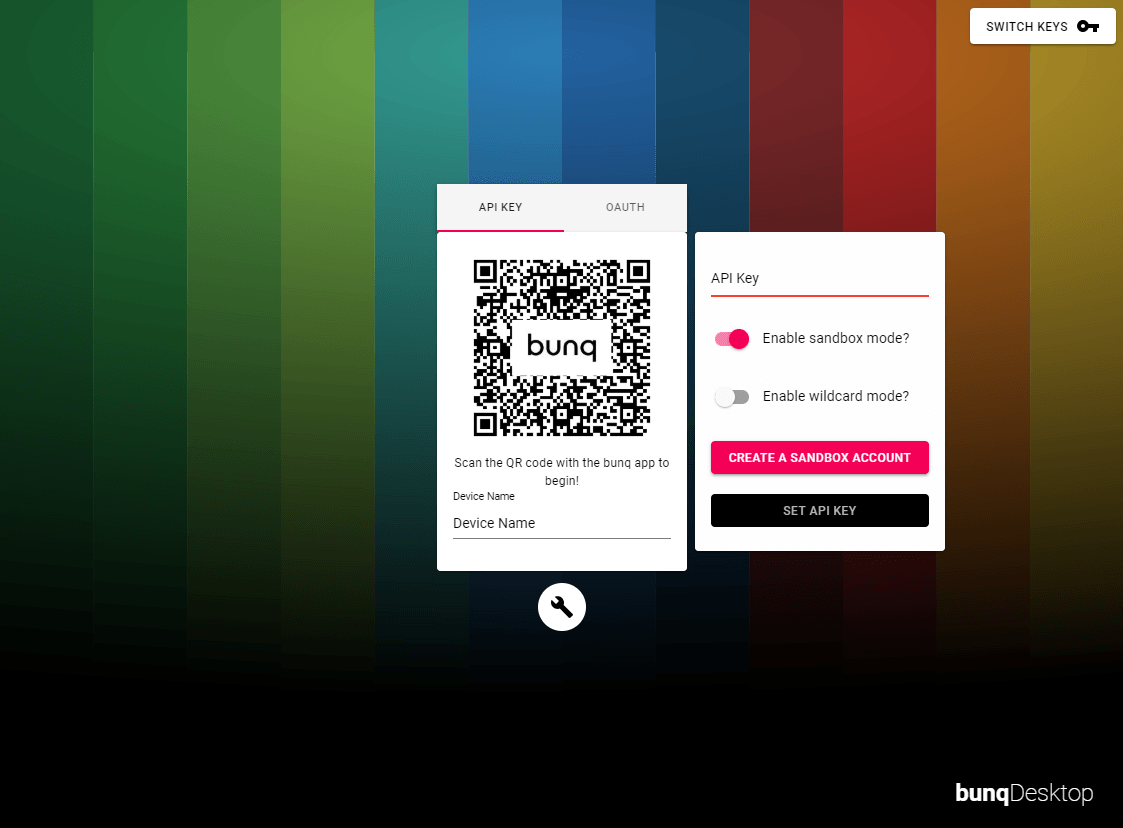 SWITCH KEYS
API KEY
OAUTH
bunq
Scan the QR code with the bunq app to
begin!
Device Name
Device Name
API Key
Enable sandbox mode?
Enable wildcard mode?
CREATE A SANDBOX ACCOUNT
SET API KEY
bunqDesktop